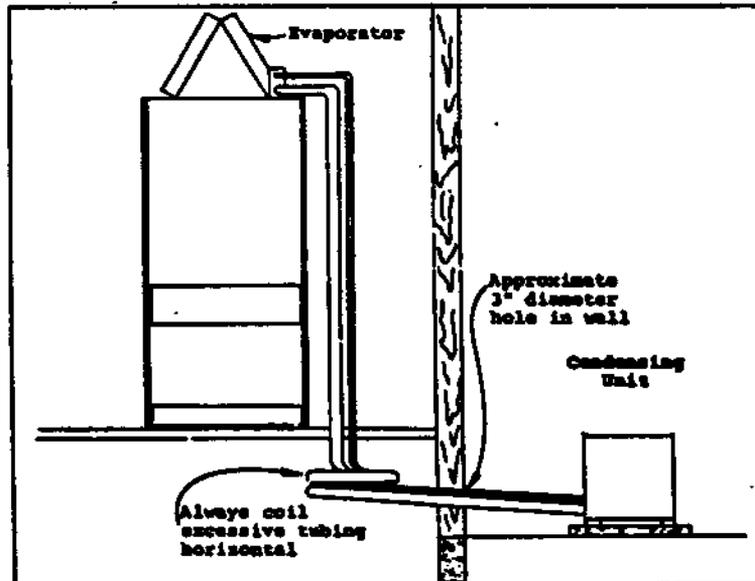 Evaporator
Approximate
3" diameter
hole in wall
Condensing
Unit
Always coil
excessive tubing
horizontal